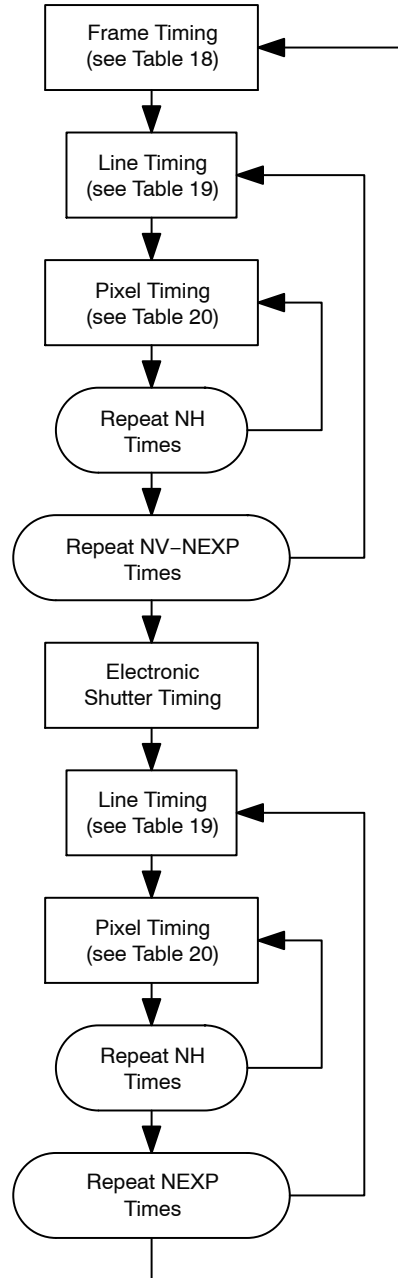 Frame Timing
(see Table 18)
Line Timing
(see Table 19)
Pixel Timing
(see Table 20)
Repeat NH
Times
Repeat NV−NEXP
Times
Electronic
Shutter Timing
Line Timing
(see Table 19)
Pixel Timing
(see Table 20)
Repeat NH
Times
Repeat NEXP
Times